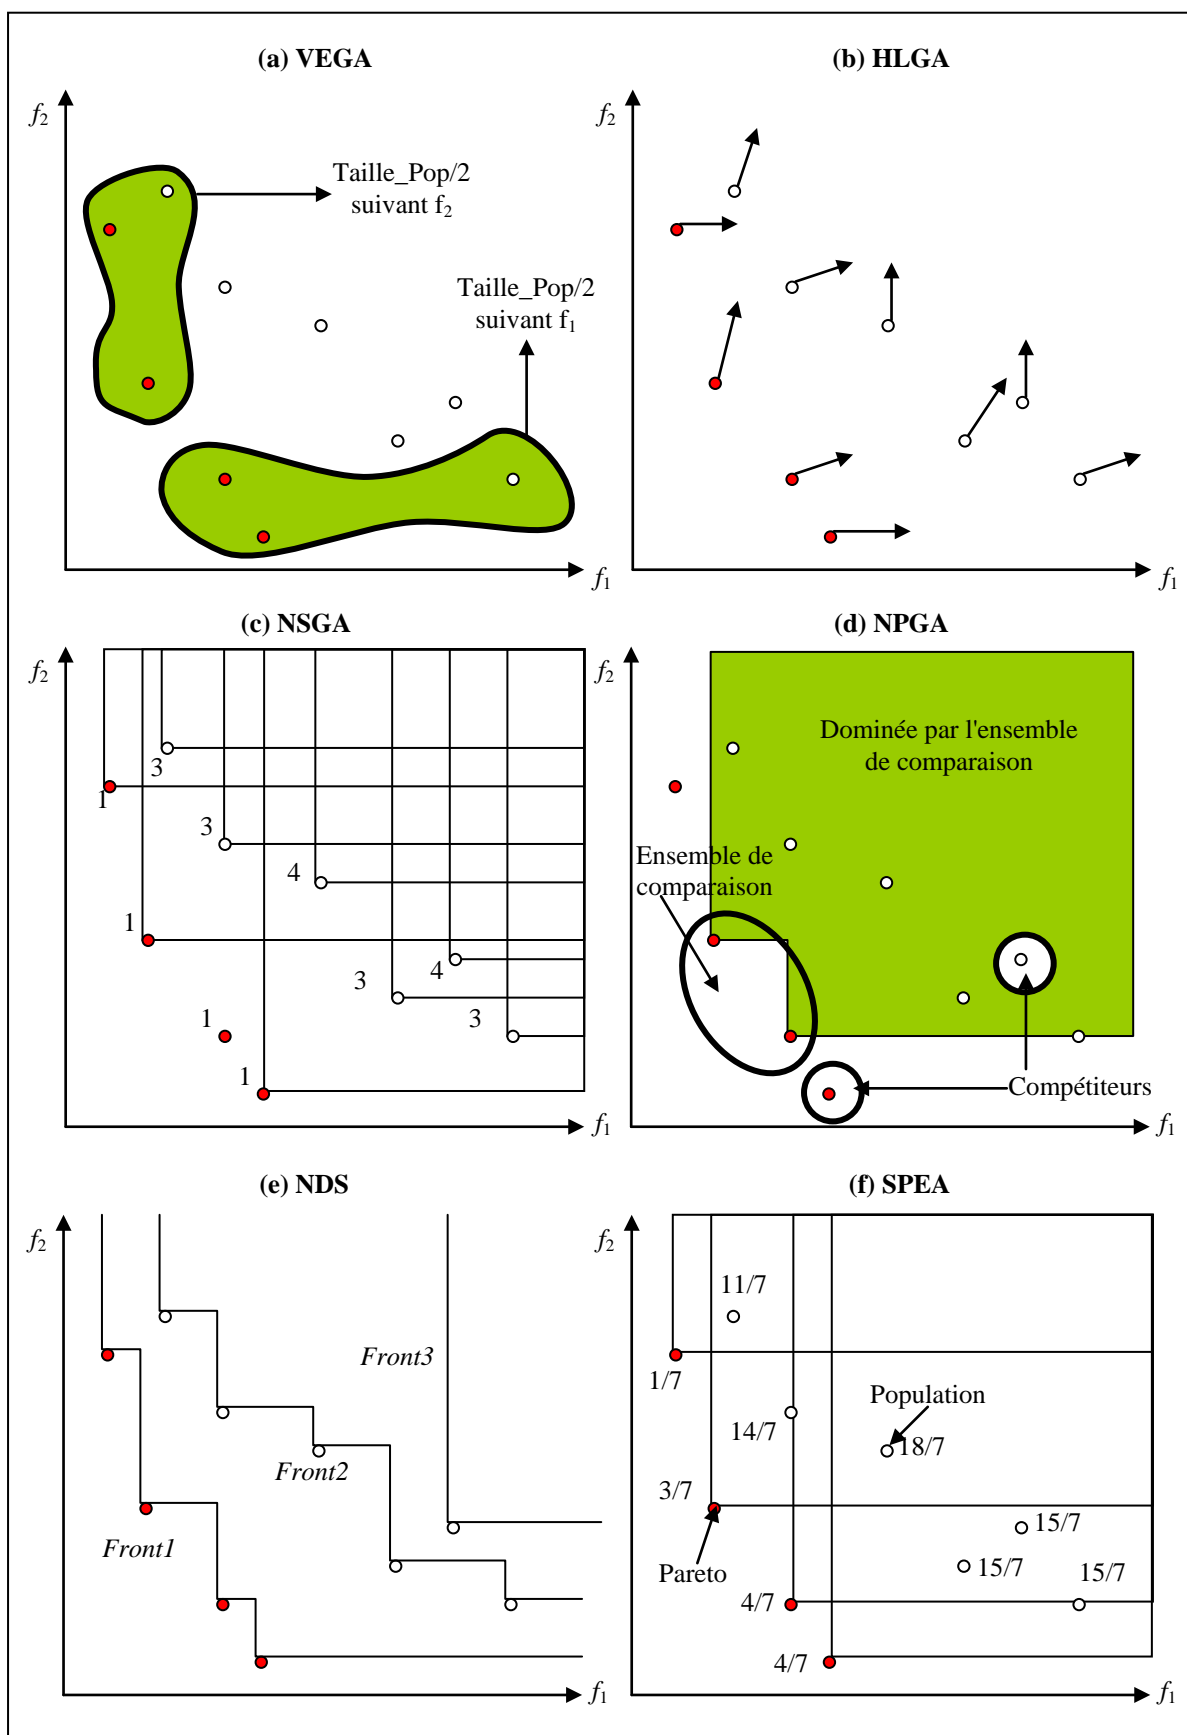 (a) VEGA
f2
Taille_Pop/2
suivant f2
Taille_Pop/2
suivant f1
f1
(b) HLGA
f2
f1
(c) NSGA
f2
3
1
3
4
1
4
3
3
1
1
f1
(d) NPGA
f2
Dominée par l'ensemble
de comparaison
Ensemble de
comparaison
Compétiteurs
f1
(e) NDS
f2
Front3
Front2
Front1
f1
(f) SPEA
f2
11/7
1/7
Population
14/7
18/7
3/7
15/7
Pareto
15/7
15/7
4/7
4/7
f1